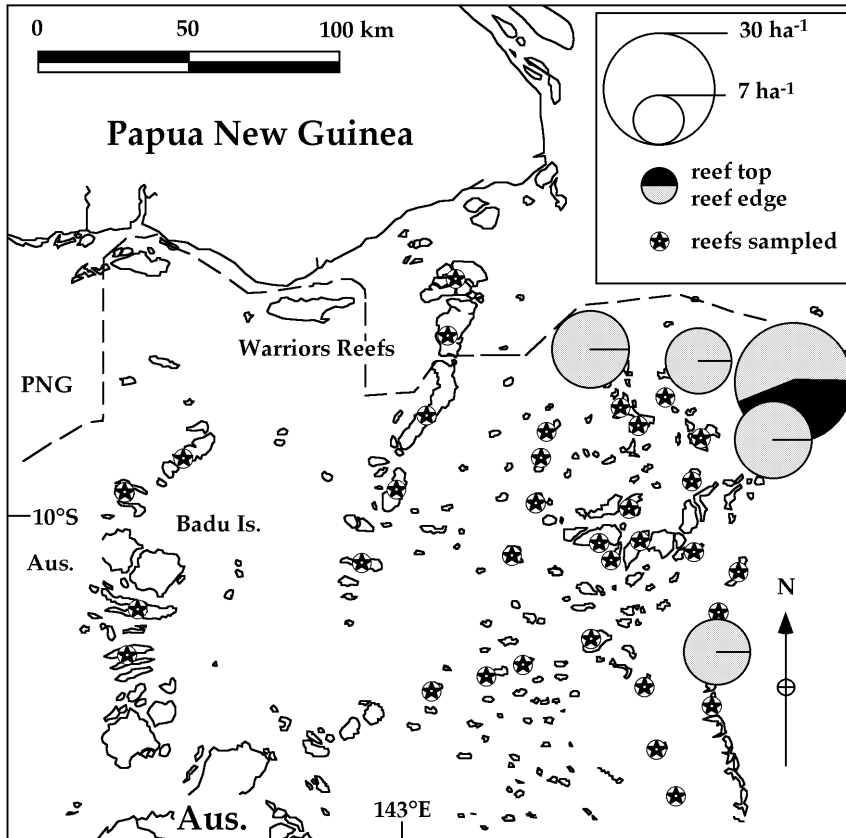 0 50 100 km
30 ha-1
7 ha-1
Papua New Guinea
reef top
reef edge
reefs sampled
Warriors Reefs
PNG
10°S
Badu Is.
Aus.
N
143°E
Aus.